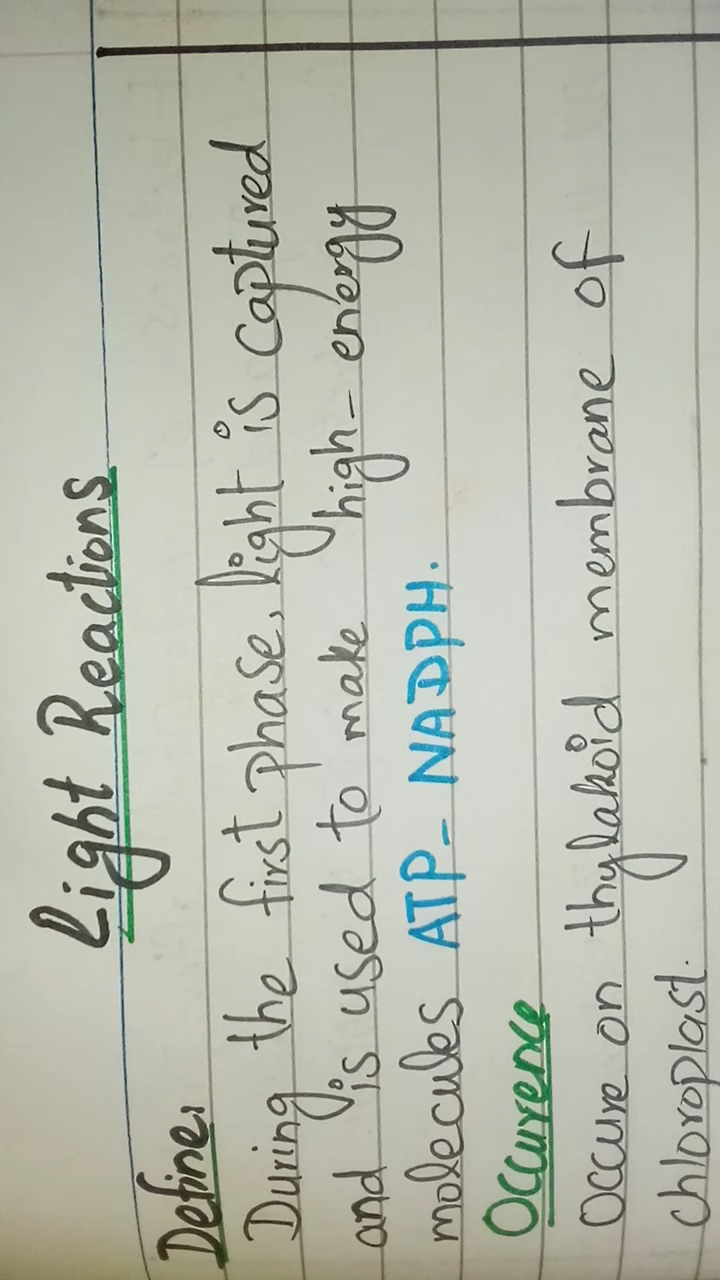 Light Reactions
Define:
During the first phase, light is captured
and is used to make high-energy
molecules ATP-NADPH.
Occurence
Occure on thylakoid membrane of
chloroplast.